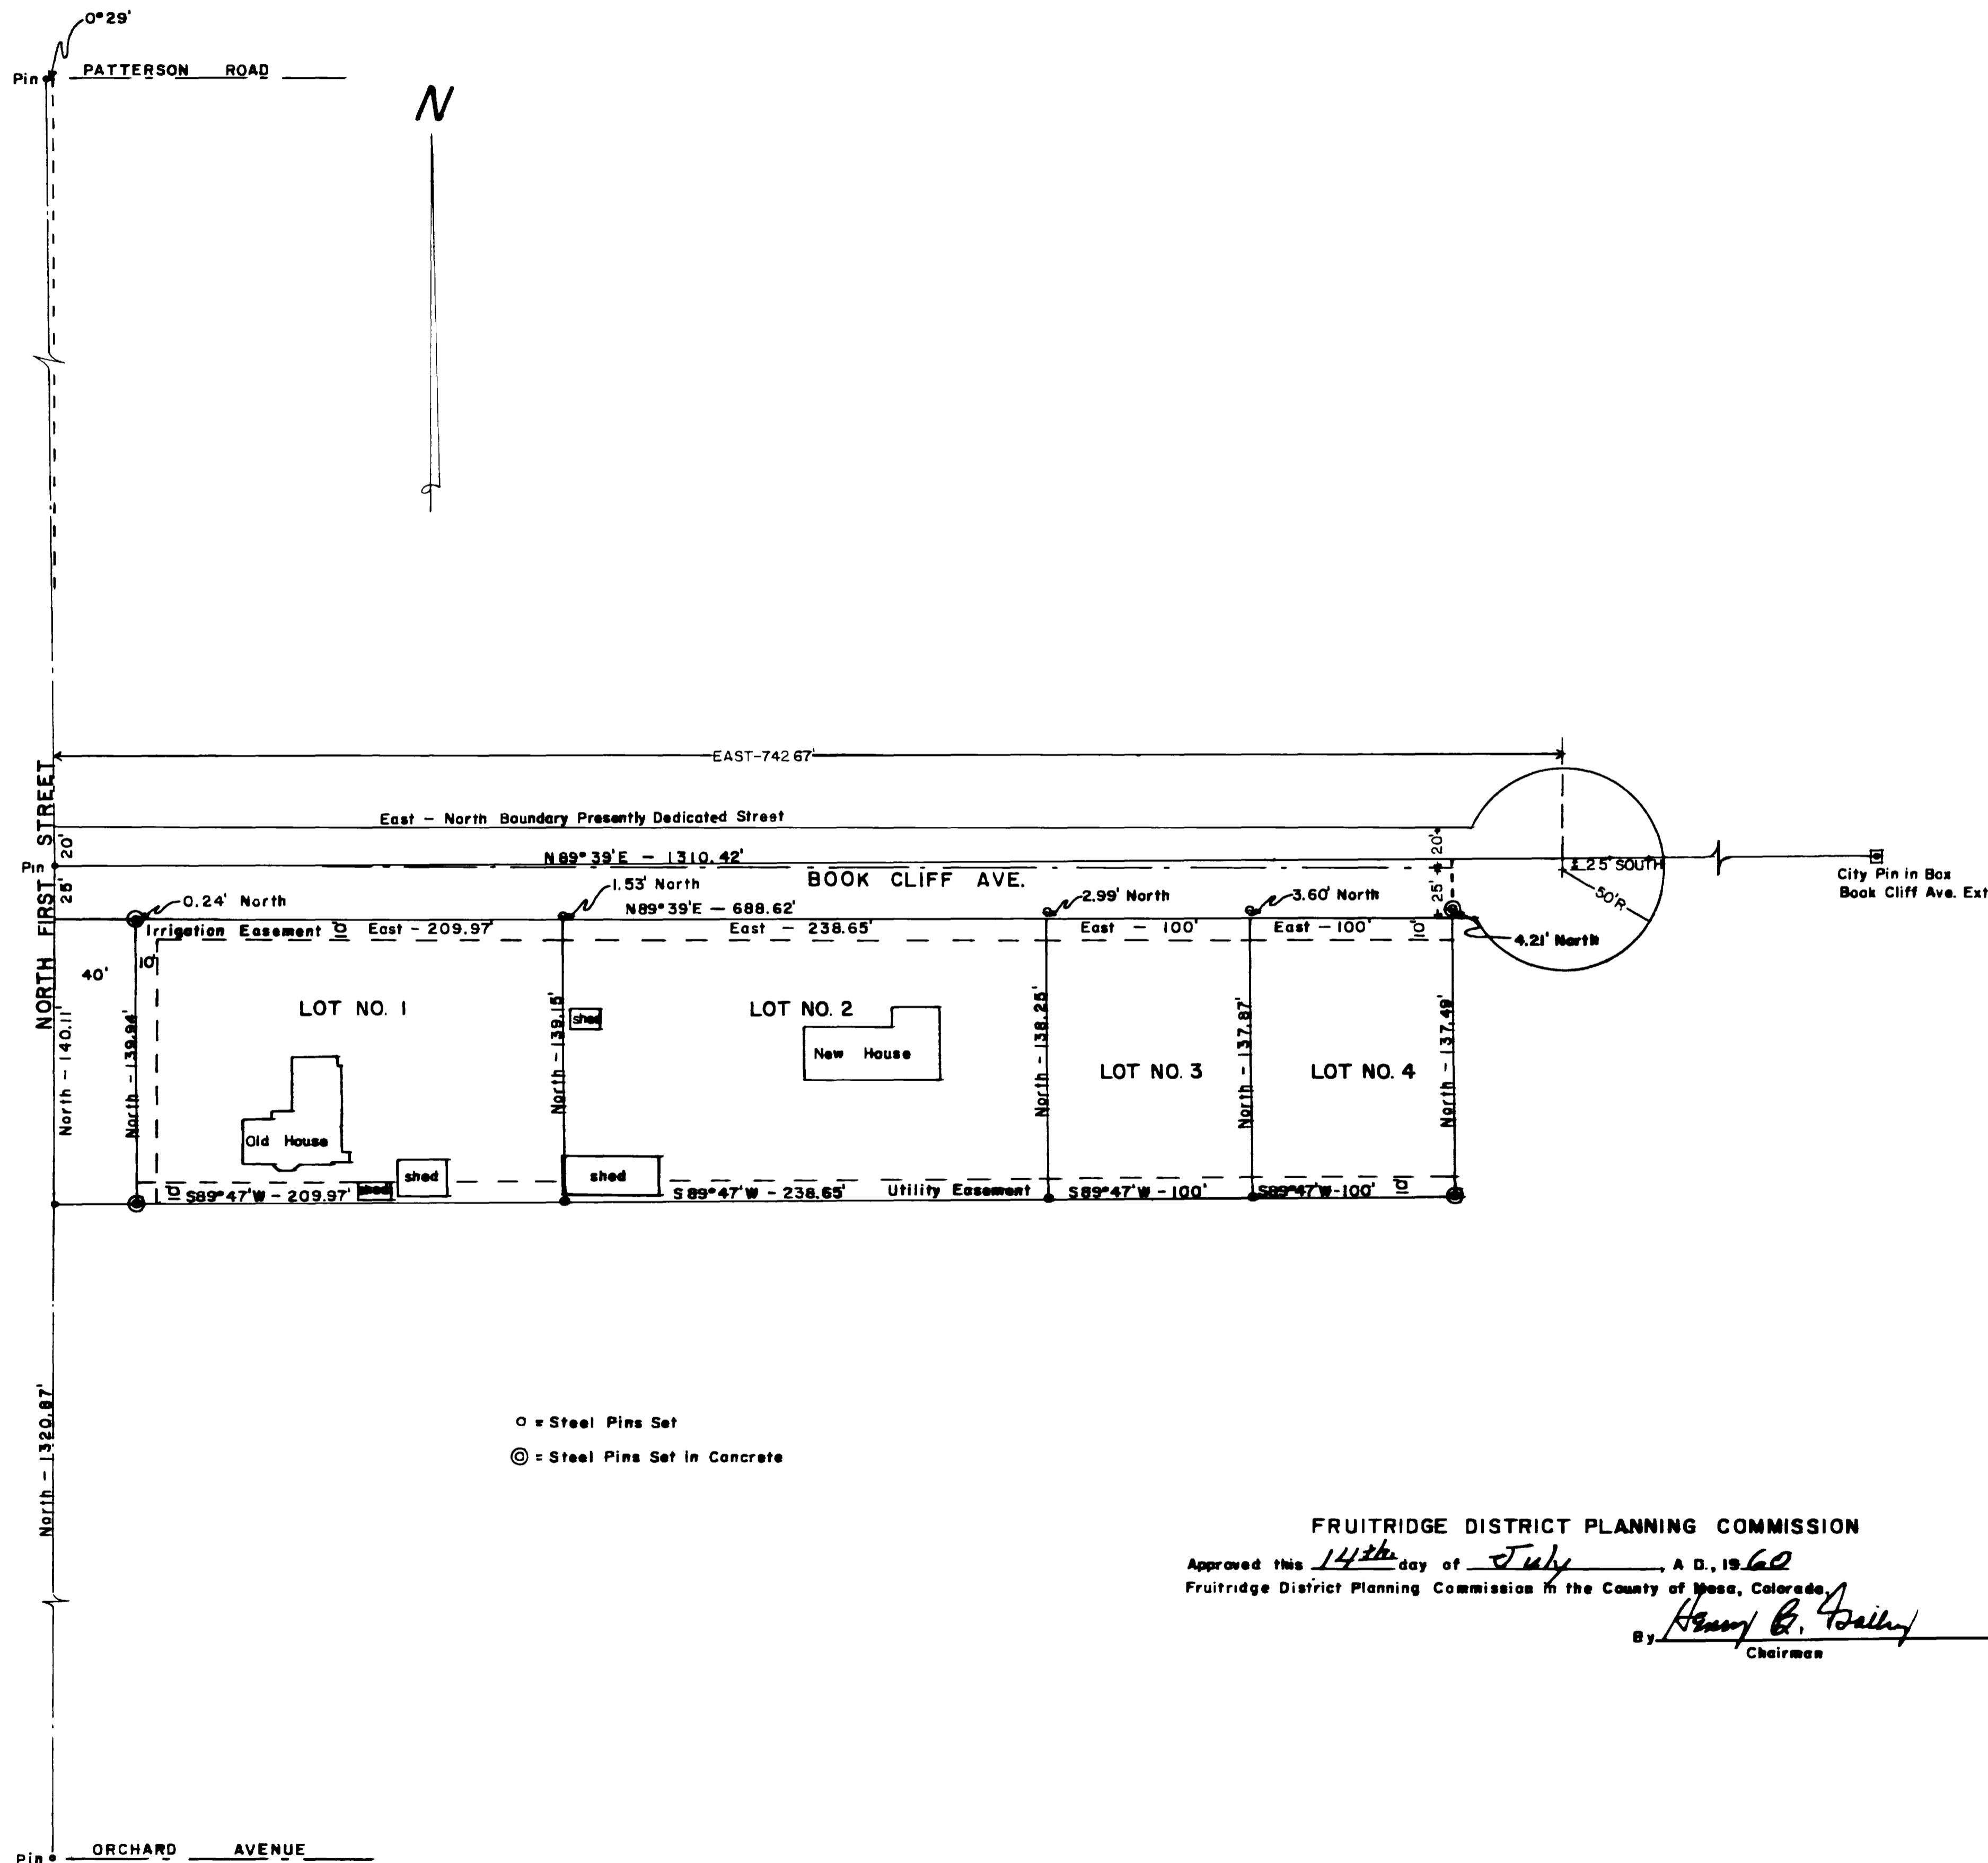 0°29'
Pin PATTERSON ROAD
N
EAST-742.67'
East - North Boundary Presently Dedicated Street
NORTH FIRST STREET
20'
20'
Pin
N 89° 39' E - 1310.42'
± 2.5' SOUTH
City Pin in Box
Book Cliff Ave. Ext
BOOK CLIFF AVE.
25'
25'
50'R
0.24' North
1.53' North
2.99' North
3.60' North
N89°39'E - 688.62'
Irrigation Easement 10' East - 209.97'
East - 238.65'
East - 100'
East - 100' 10'
4.21' North
40'
10'
LOT NO. 1
LOT NO. 2
LOT NO. 3
LOT NO. 4
North - 140.11'
North - 139.94'
North - 139.15'
North - 138.25'
North - 137.87'
North - 137.49'
shed
New House
Old House
shed
shed
shed
10' S89°47'W - 209.97'
S 89°47'W - 238.65' Utility Easement
S89°47'W - 100'
S89°47'W - 100' 10'
North - 1320.87'
o = Steel Pins Set
◎ = Steel Pins Set in Concrete
FRUITRIDGE DISTRICT PLANNING COMMISSION
Approved this 14th day of July, A D., 1960
Fruitridge District Planning Commission in the County of Mesa, Colorado,
By Henry B.
Chairman
Pin ORCHARD AVENUE